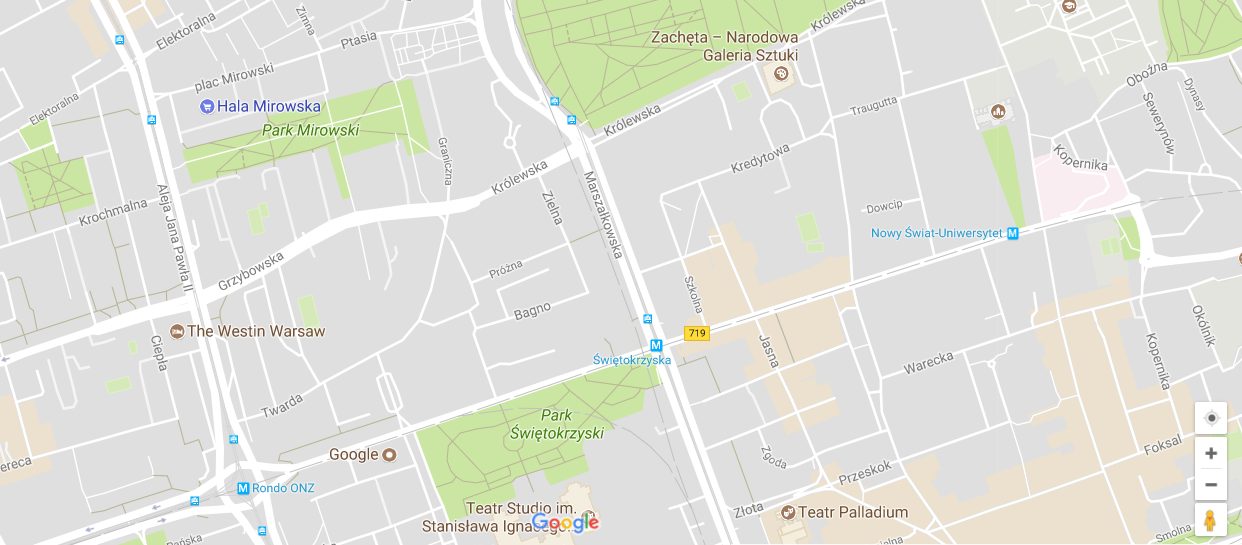 Elektoralna
Zimna
Ptasia
Królewska
Zachęta – Narodowa
Galeria Sztuki
plac Mirowski
Oboźna
Elektoralna
Hala Mirowska
Park Mirowski
Królewska
Traugutta
Dynasy
Sewerynów
Graniczna
Kredytowa
Kopernika
Królewska
Marszałkowska
Zielna
Krochmalna
Aleja Jana Pawła II
Dowcip
Nowy Świat-Uniwersytet
M
Grzybowska
Próżna
Szkolna
Bagno
The Westin Warsaw
719
Ciepła
M
Świętokrzyska
Jasna
Warecka
Okólnik
Kopernika
Twarda
Park
Świętokrzyski
Google
Zgoda
Foksal
ereca
Przeskok
M
Rondo ONZ
Złota
Teatr Studio im.
Stanisława Ignacego
Google
Teatr Palladium
Smolna
Pańska